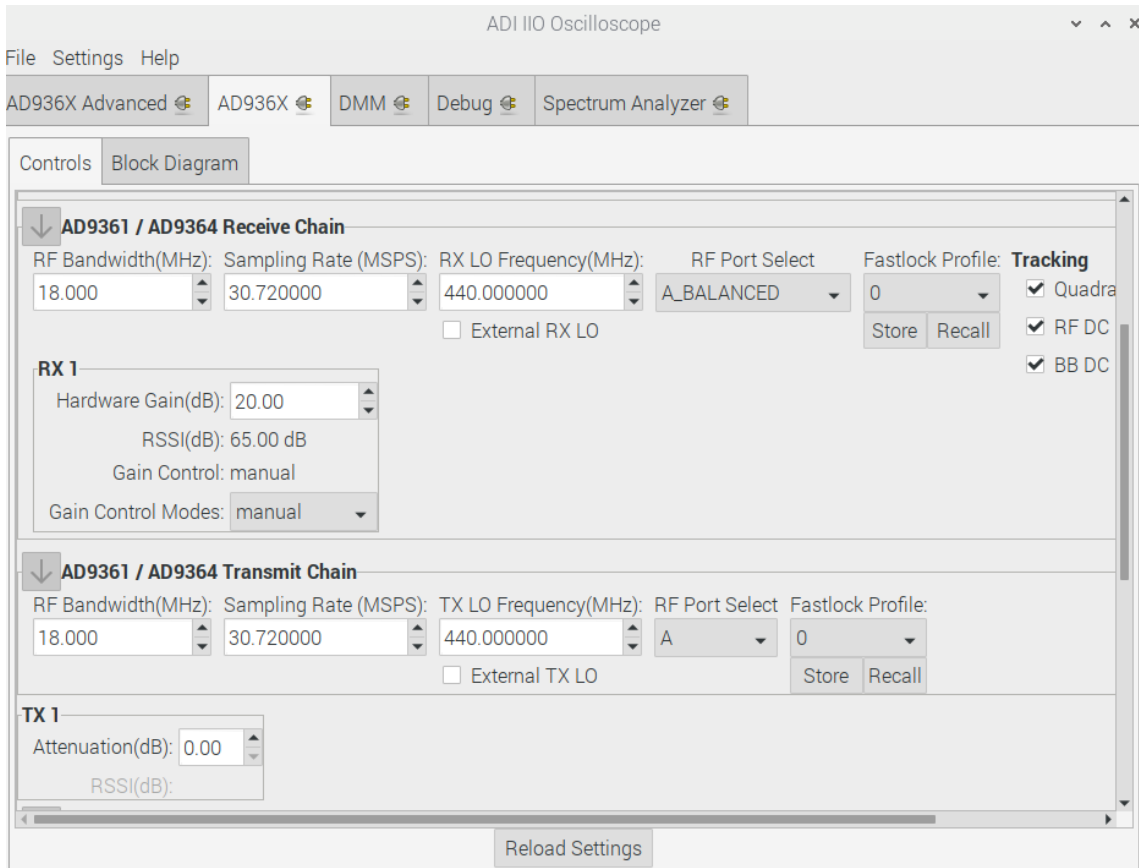 ADI IIO Oscilloscope
File Settings Help
AD936X Advanced AD936X DMM Debug Spectrum Analyzer
Controls Block Diagram
AD9361 / AD9364 Receive Chain
RF Bandwidth(MHz): Sampling Rate (MSPS): RX LO Frequency(MHz): RF Port Select Fastlock Profile: Tracking
18.000 30.720000 440.000000 A_BALANCED 0 Quadra
External RX LO Store Recall RF DC
RX 1 BB DC
Hardware Gain(dB): 20.00
RSSI(dB): 65.00 dB
Gain Control: manual
Gain Control Modes: manual
AD9361 / AD9364 Transmit Chain
RF Bandwidth(MHz): Sampling Rate (MSPS): TX LO Frequency(MHz): RF Port Select Fastlock Profile:
18.000 30.720000 440.000000 A 0
External TX LO Store Recall
TX 1
Attenuation(dB): 0.00
RSSI(dB):
Reload Settings